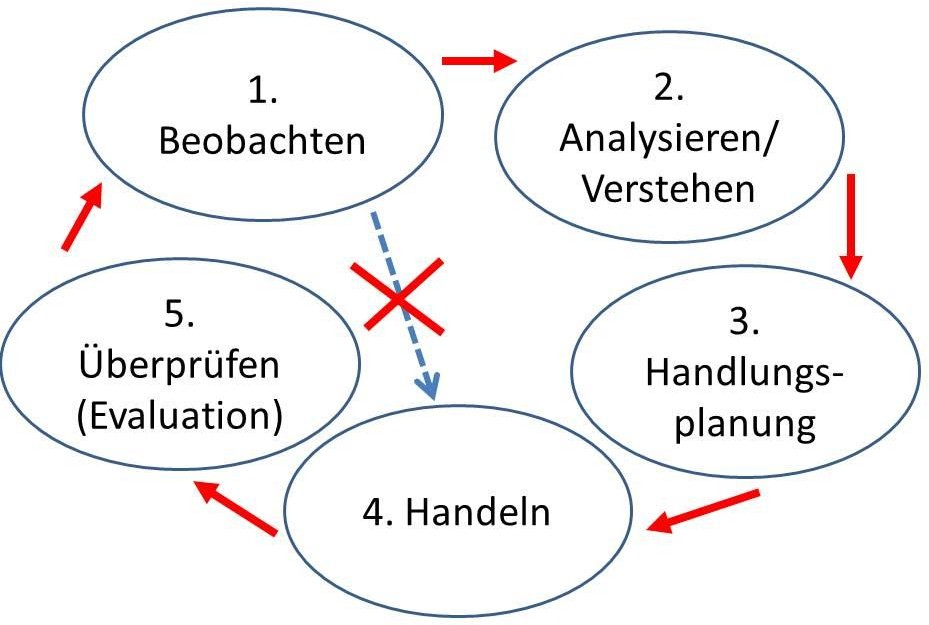 1.
Beobachten
2.
Analysieren/
Verstehen
3.
Handlungs-
planung
4. Handeln
5.
Überprüfen
(Evaluation)